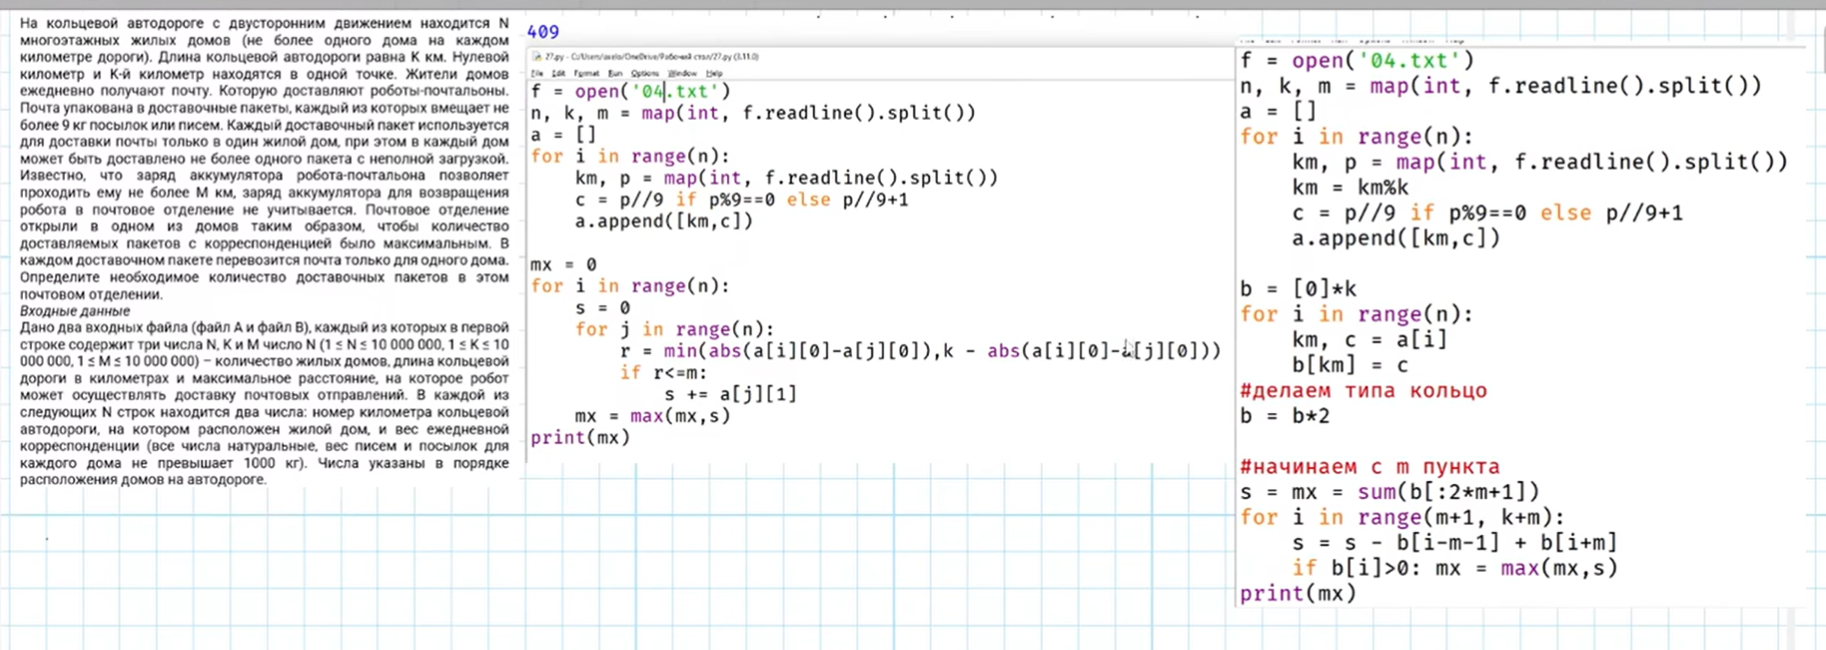 На кольцевой автодороге с двусторонним движением находится N
многоэтажных жилых домов (не более одного дома на каждом
километре дороги). Длина кольцевой автодороги равна K км. Нулевой
километр и K-й километр находятся в одной точке. Жители домов
ежедневно получают почту. Которую доставляют роботы-почтальоны.
Почта упакована в доставочные пакеты, каждый из которых вмещает не
более 9 кг посылок или писем. Каждый доставочный пакет используется
для доставки почты только в один жилой дом, при этом в каждый дом
может быть доставлено не более одного пакета с неполной загрузкой.
Известно, что заряд аккумулятора робота-почтальона позволяет
проходить ему не более M км, заряд аккумулятора для возвращения
робота в почтовое отделение не учитывается. Почтовое отделение
открыли в одном из домов таким образом, чтобы количество
доставляемых пакетов с корреспонденцией было максимальным. В
каждом доставочном пакете перевозится почта только для одного дома.
Определите необходимое количество доставочных пакетов в этом
почтовом отделении.
Входные данные
Дано два входных файла (файл A и файл B), каждый из которых в первой
строке содержит три числа N, K и M число N (1 ≤ N ≤ 10 000 000, 1 ≤ K ≤ 10
000 000, 1 ≤ M ≤ 10 000 000) – количество жилых домов, длина кольцевой
дороги в километрах и максимальное расстояние, на которое робот
может осуществлять доставку почтовых отправлений. В каждой из
следующих N строк находится два числа: номер километра кольцевой
автодороги, на котором расположен жилой дом, и вес ежедневной
корреспонденции (все числа натуральные, вес писем и посылок для
каждого дома не превышает 1000 кг). Числа указаны в порядке
расположения домов на автодороге.
409
27.py - C:/Users/axelo/OneDrive/Рабочий стол/27.py (3.11.0)
File Edit Format Run Options Window Help
f = open('04.txt')
n, k, m = map(int, f.readline().split())
a = []
for i in range(n):
    km, p = map(int, f.readline().split())
    c = p//9 if p%9==0 else p//9+1
    a.append([km,c])
mx = 0
for i in range(n):
    s = 0
    for j in range(n):
        r = min(abs(a[i][0]-a[j][0]),k - abs(a[i][0]-a[j][0]))
        if r<=m:
            s += a[j][1]
    mx = max(mx,s)
print(mx)
f = open('04.txt')
n, k, m = map(int, f.readline().split())
a = []
for i in range(n):
    km, p = map(int, f.readline().split())
    km = km%k
    c = p//9 if p%9==0 else p//9+1
    a.append([km,c])
b = [0]*k
for i in range(n):
    km, c = a[i]
    b[km] = c
#делаем типа кольцо
b = b*2
#начинаем с m пункта
s = mx = sum(b[:2*m+1])
for i in range(m+1, k+m):
    s = s - b[i-m-1] + b[i+m]
    if b[i]>0: mx = max(mx,s)
print(mx)